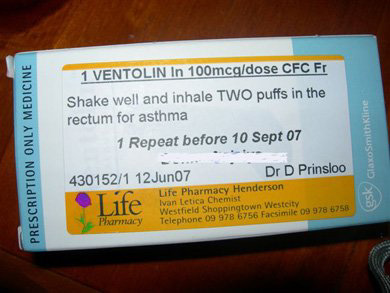 PRESCRIPTION ONLY MEDICINE
1 VENTOLIN In 100mcg/dose CFC Fr
Shake well and inhale TWO puffs in the
rectum for asthma
1 Repeat before 10 Sept 07
430152/1 12Jun07 Dr D Prinsloo
Life
Pharmacy
Life Pharmacy Henderson
Ivan Letica Chemist
Westfield Shoppingtown Westcity
Telephone 09 978 6756 Facsimile 09 978 6758
gsk GlaxoSmithKline